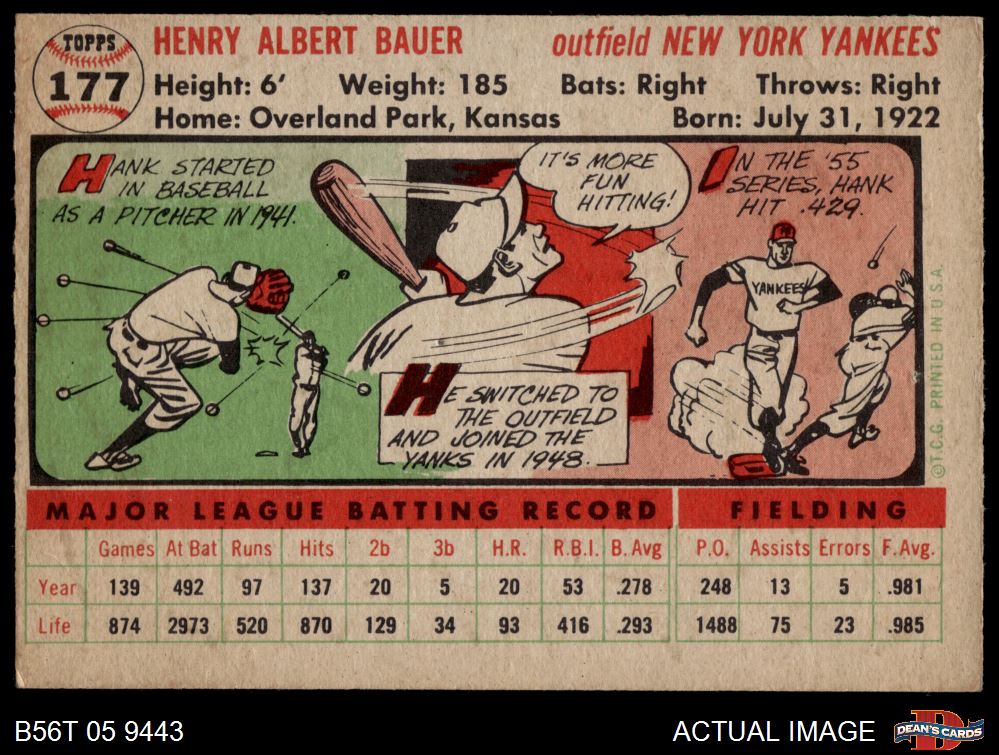 TOPPS
177
HENRY ALBERT BAUER
outfield NEW YORK YANKEES
Height: 6' Weight: 185 Bats: Right Throws: Right
Home: Overland Park, Kansas Born: July 31, 1922
HANK STARTED
IN BASEBALL
AS A PITCHER IN 1941.
IT'S MORE
FUN
HITTING!
HE SWITCHED TO
THE OUTFIELD
AND JOINED THE
YANKS IN 1948.
IN THE '55
SERIES, HANK
HIT .429.
YANKEES
©T.C.G. PRINTED IN U.S.A.
MAJOR LEAGUE BATTING RECORD FIELDING
Games At Bat Runs Hits 2b 3b H.R. R.B.I. B. Avg P.O. Assists Errors F.Avg.
Year 139 492 97 137 20 5 20 53 .278 248 13 5 .981
Life 874 2973 520 870 129 34 93 416 .293 1488 75 23 .985
B56T 05 9443 ACTUAL IMAGE
DEAN'S CARDS